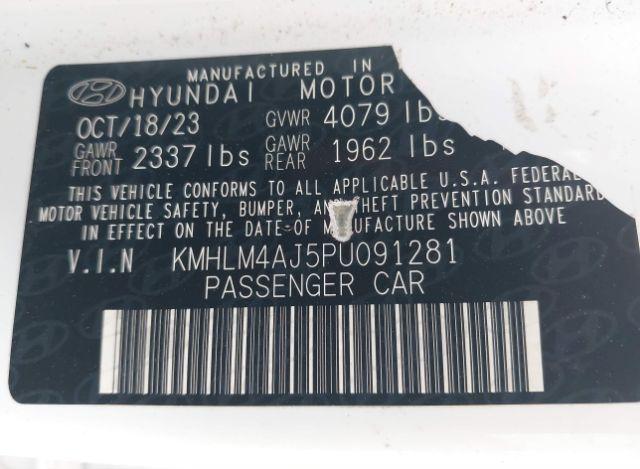 MANUFACTURED IN
HYUNDAI MOTOR
OCT/18/23 GVWR 4079 lbs
GAWR FRONT 2337 lbs GAWR REAR 1962 lbs
THIS VEHICLE CONFORMS TO ALL APPLICABLE U.S.A. FEDERAL
MOTOR VEHICLE SAFETY, BUMPER, AND THEFT PREVENTION STANDARD
IN EFFECT ON THE DATE OF MANUFACTURE SHOWN ABOVE
V.I.N KMHLM4AJ5PU091281
PASSENGER CAR